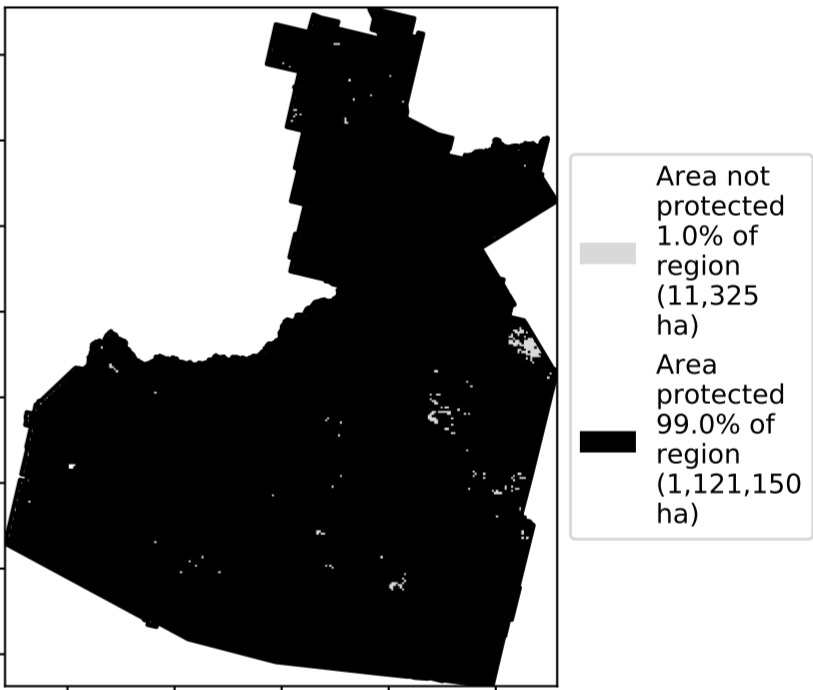 Area not
protected
1.0% of
region
(11,325
ha)
Area
protected
99.0% of
region
(1,121,150
ha)